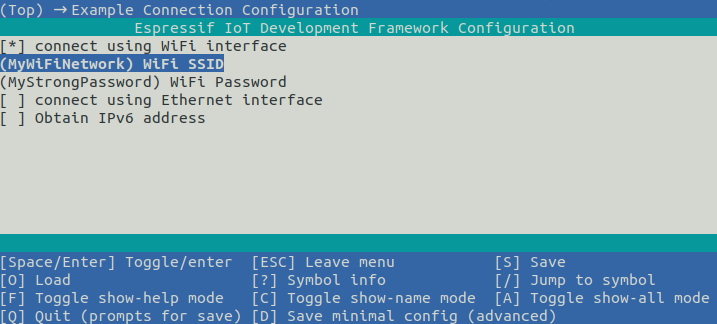 (Top) → Example Connection Configuration
Espressif IoT Development Framework Configuration
[*] connect using WiFi interface
(MyWiFiNetwork) WiFi SSID
(MyStrongPassword) WiFi Password
[ ] connect using Ethernet interface
[ ] Obtain IPv6 address
[Space/Enter] Toggle/enter [ESC] Leave menu [S] Save
[O] Load [?] Symbol info [/] Jump to symbol
[F] Toggle show-help mode [C] Toggle show-name mode [A] Toggle show-all mode
[Q] Quit (prompts for save) [D] Save minimal config (advanced)